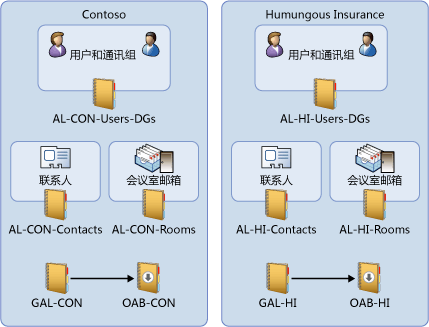 Contoso
用户和通讯组
AL-CON-Users-DGs
联系人
会议室邮箱
AL-CON-Contacts
AL-CON-Rooms
GAL-CON
OAB-CON
Humungous Insurance
用户和通讯组
AL-HI-Users-DGs
联系人
会议室邮箱
AL-HI-Contacts
AL-HI-Rooms
GAL-HI
OAB-HI